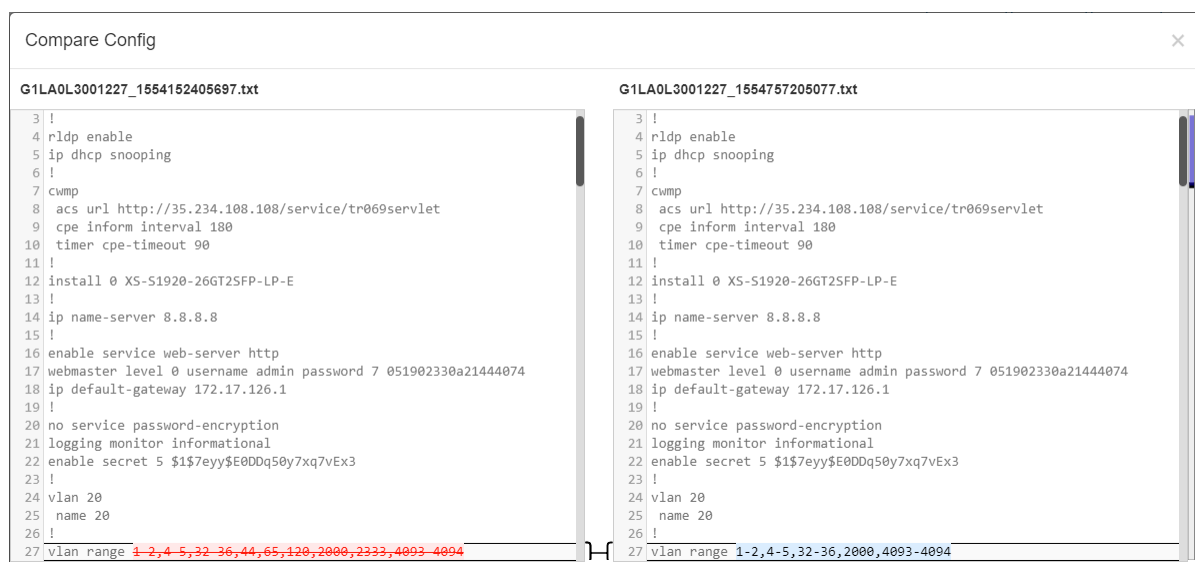 Compare Config
×
G1LA0L3001227_1554152405697.txt
3 !
4 rldp enable
5 ip dhcp snooping
6 !
7 cwmp
8 acs url http://35.234.108.108/service/tr069servlet
9 cpe inform interval 180
10 timer cpe-timeout 90
11 !
12 install 0 XS-S1920-26GT2SFP-LP-E
13 !
14 ip name-server 8.8.8.8
15 !
16 enable service web-server http
17 webmaster level 0 username admin password 7 051902330a21444074
18 ip default-gateway 172.17.126.1
19 !
20 no service password-encryption
21 logging monitor informational
22 enable secret 5 $1$7eyy$E0DDq50y7xq7vEx3
23 !
24 vlan 20
25 name 20
26 !
27 vlan range 1-2,4-5,32-36,44,65,120,2000,2333,4093-4094
G1LA0L3001227_1554757205077.txt
3 !
4 rldp enable
5 ip dhcp snooping
6 !
7 cwmp
8 acs url http://35.234.108.108/service/tr069servlet
9 cpe inform interval 180
10 timer cpe-timeout 90
11 !
12 install 0 XS-S1920-26GT2SFP-LP-E
13 !
14 ip name-server 8.8.8.8
15 !
16 enable service web-server http
17 webmaster level 0 username admin password 7 051902330a21444074
18 ip default-gateway 172.17.126.1
19 !
20 no service password-encryption
21 logging monitor informational
22 enable secret 5 $1$7eyy$E0DDq50y7xq7vEx3
23 !
24 vlan 20
25 name 20
26 !
27 vlan range 1-2,4-5,32-36,2000,4093-4094